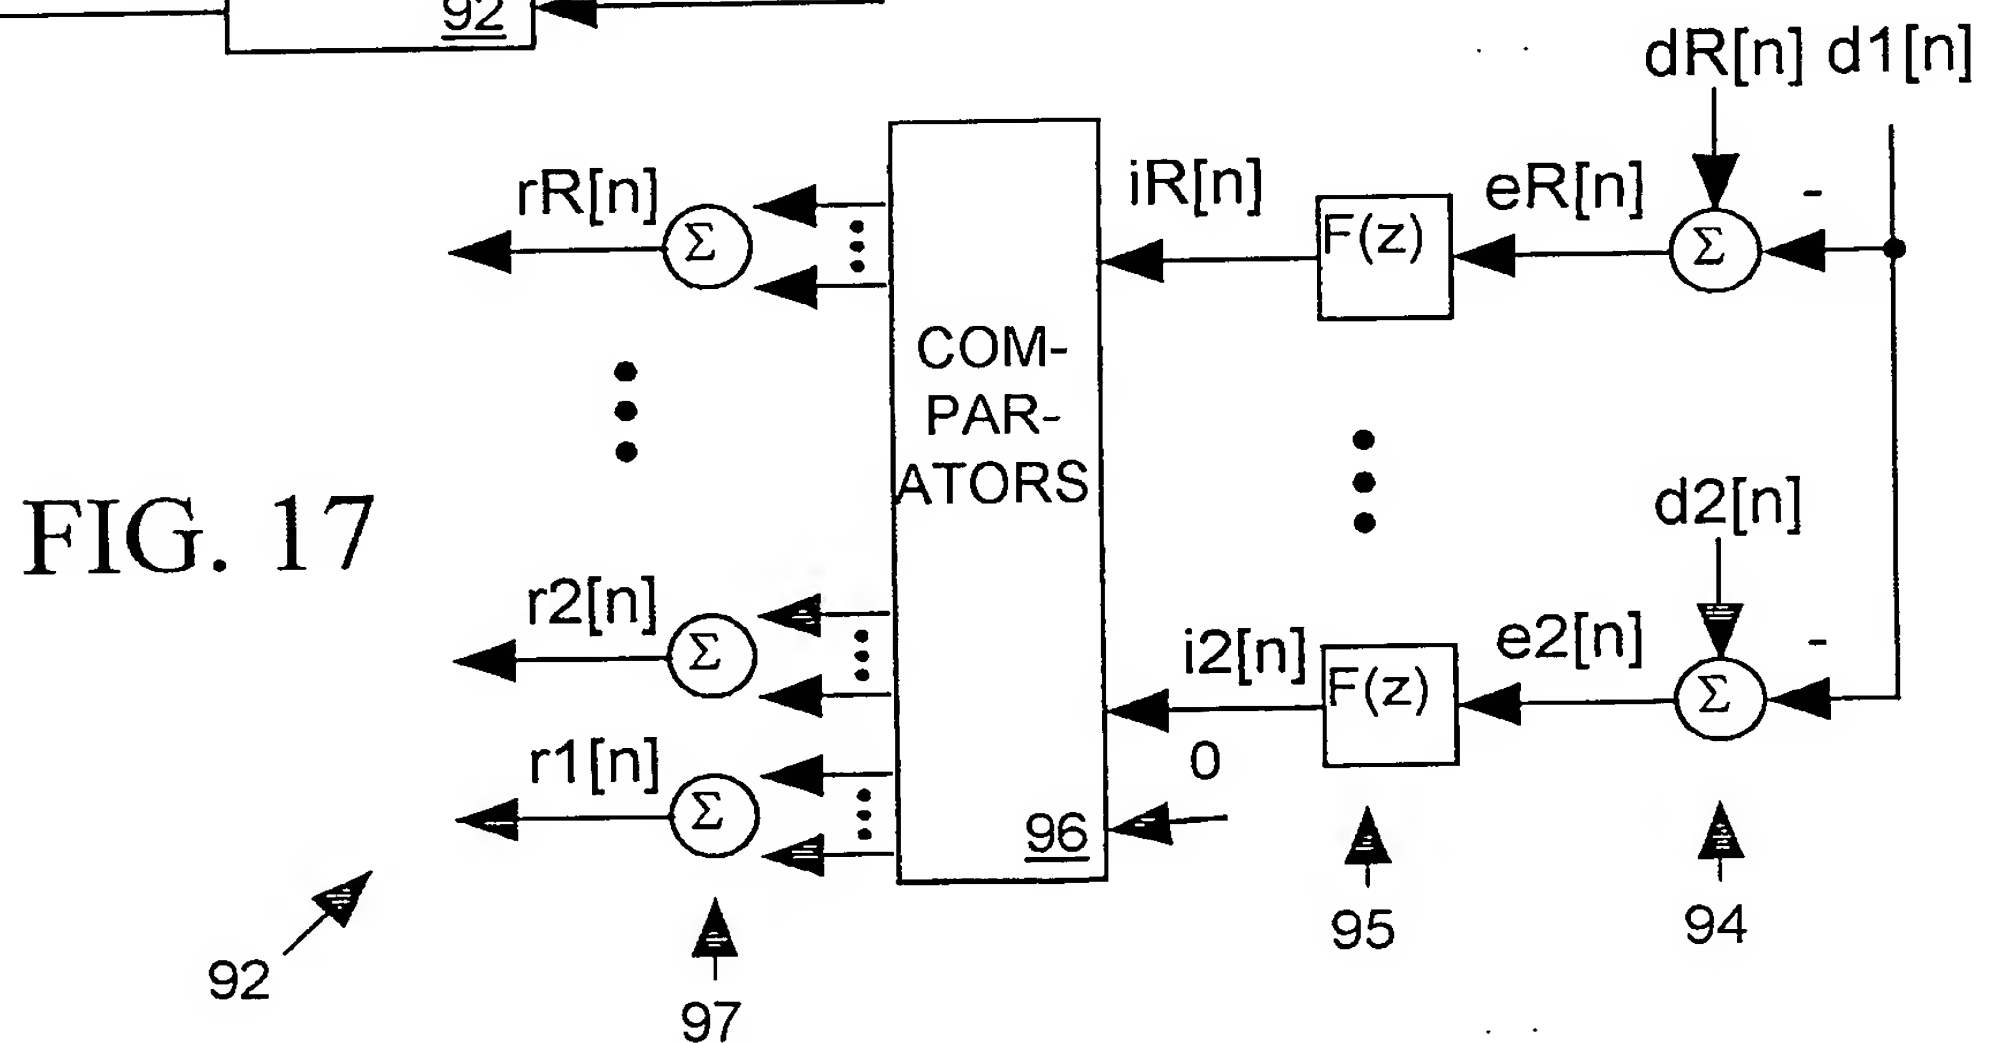 92
dR[n] d1[n]
rR[n]
Σ
iR[n]
F(z)
eR[n]
-
Σ
COM-
PAR-
ATORS
FIG. 17
d2[n]
r2[n]
Σ
i2[n]
F(z)
e2[n]
-
Σ
r1[n]
Σ
0
96
95
94
92
97